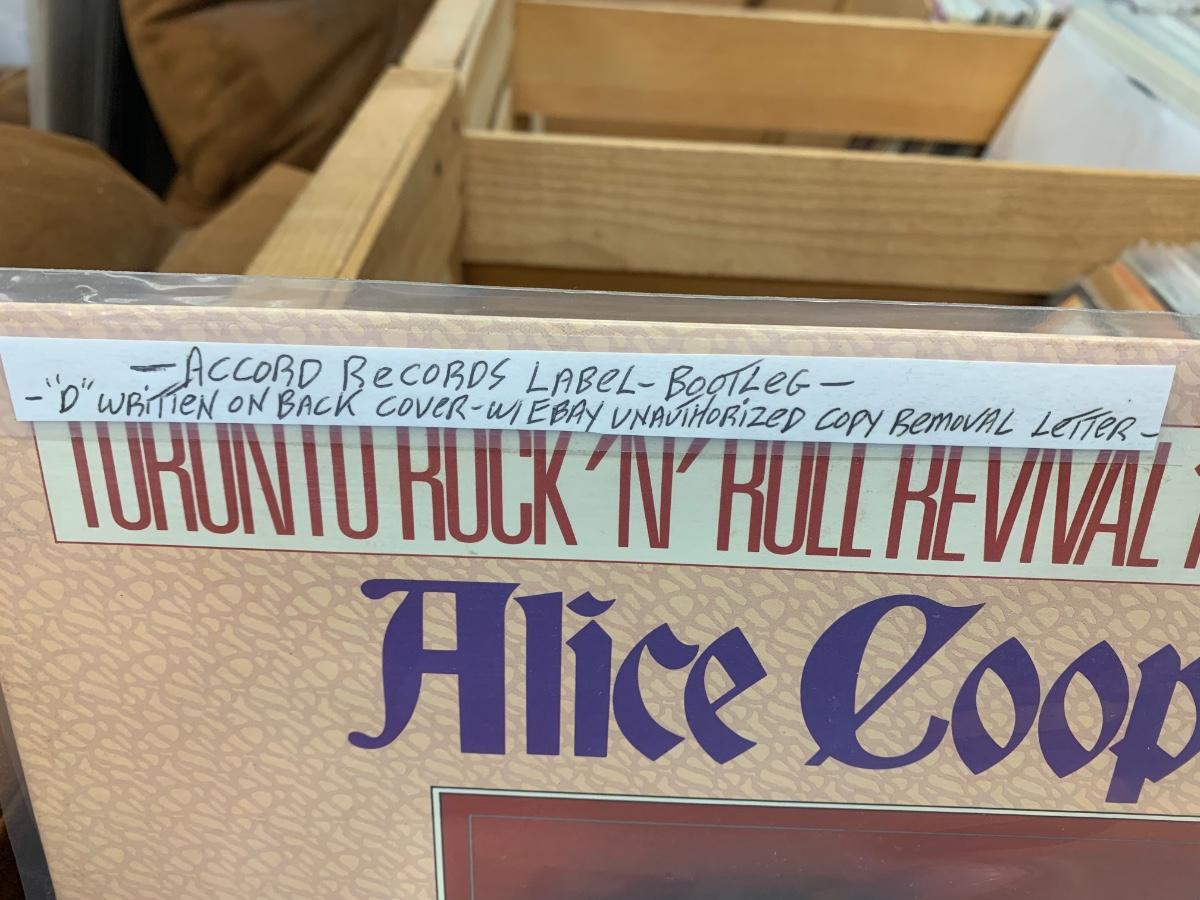 — ACCORD RECORDS LABEL - BOOTLEG —
- "D" WRITTEN ON BACK COVER - W/ EBAY UNAUTHORIZED COPY REMOVAL LETTER -
TORONTO ROCK 'N' ROLL REVIVAL
Alice Coop